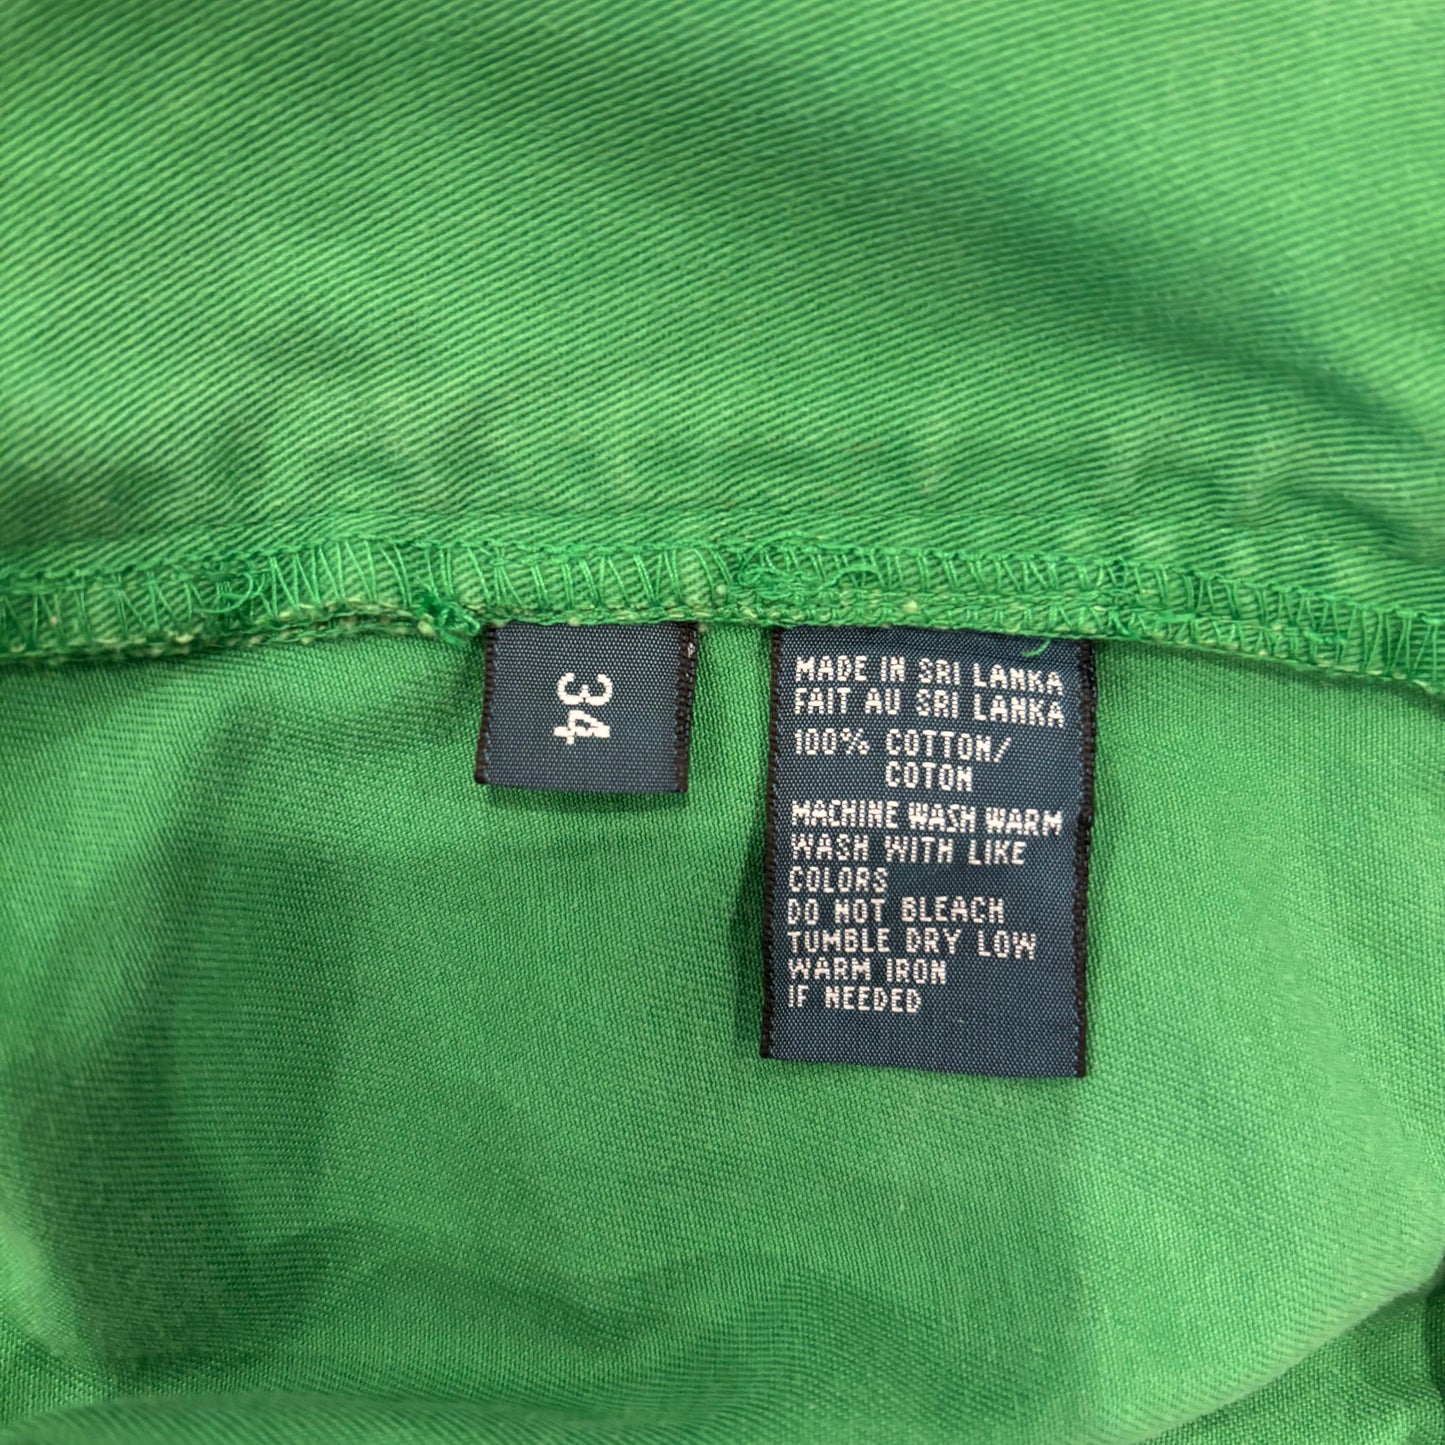 34
MADE IN SRI LANKA
FAIT AU SRI LANKA
100% COTTON/
COTON
MACHINE WASH WARM
WASH WITH LIKE
COLORS
DO NOT BLEACH
TUMBLE DRY LOW
WARM IRON
IF NEEDED